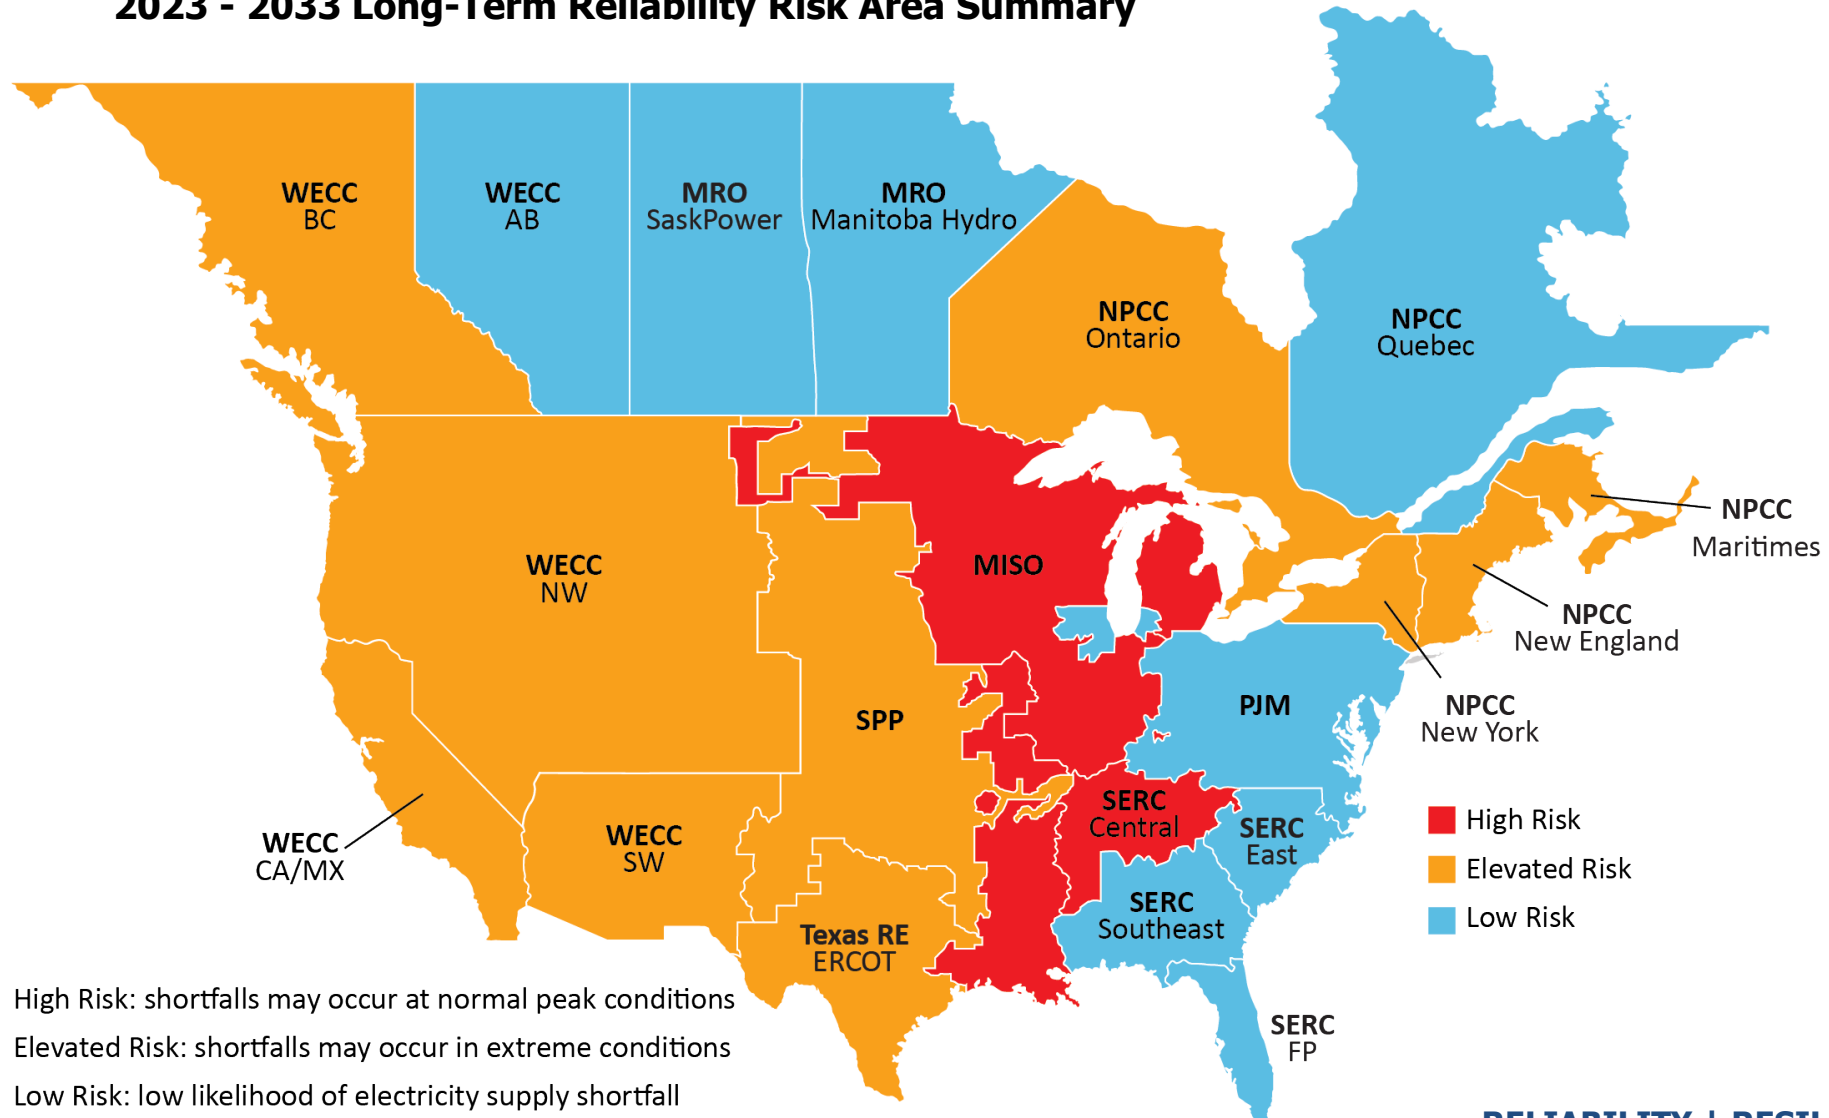 2023 - 2033 Long-Term Reliability Risk Area Summary
WECC
BC
WECC
AB
MRO
SaskPower
MRO
Manitoba Hydro
NPCC
Ontario
NPCC
Quebec
NPCC
Maritimes
WECC
NW
MISO
NPCC
New England
SPP
PJM
NPCC
New York
WECC
CA/MX
WECC
SW
SERC
Central
SERC
East
SERC
Southeast
Texas RE
ERCOT
SERC
FP
High Risk
Elevated Risk
Low Risk
High Risk: shortfalls may occur at normal peak conditions
Elevated Risk: shortfalls may occur in extreme conditions
Low Risk: low likelihood of electricity supply shortfall
RELIABILITY |